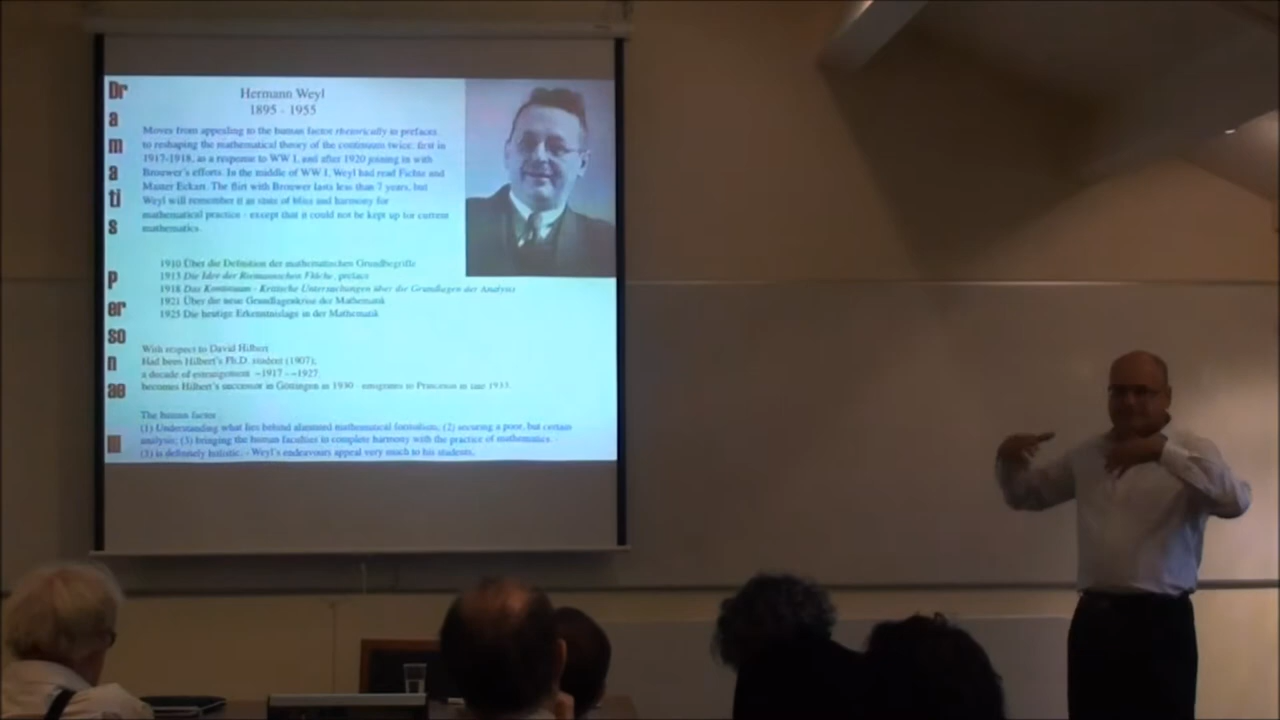 Dramatis Personae
Hermann Weyl
1895 - 1955
Moves from appealing to the human factor rhetorically in prefaces
to reshaping the mathematical theory of the continuum twice: first in
1917-1918, as a response to WW I, and after 1920 joining in with
Brouwer's efforts. In the middle of WW I, Weyl had read Fichte and
Master Eckart. The flirt with Brouwer lasts less than 7 years, but
Weyl will remember it as state of bliss and harmony for
mathematical practice - except that it could not be kept up for current
mathematics.
1910 Über die Definition der mathematischen Grundbegriffe
1913 Die Idee der Riemannschen Fläche, preface
1918 Das Kontinuum - Kritische Untersuchungen über die Grundlagen der Analysis
1921 Über die neue Grundlagenkrise der Mathematik
1925 Die heutige Erkenntnislage in der Mathematik
With respect to David Hilbert
Had been Hilbert's Ph.D. student (1907);
a decade of estrangement ~1917 - ~1927;
becomes Hilbert's successor in Göttingen in 1930 - emigrates to Princeton in late 1933.
The human factor
(1) Understanding what lies behind alienated mathematical formalism; (2) securing a poor, but certain
analysis; (3) bringing the human faculties in complete harmony with the practice of mathematics. -
(3) is definitely holistic. - Weyl's endeavours appeal very much to his students.